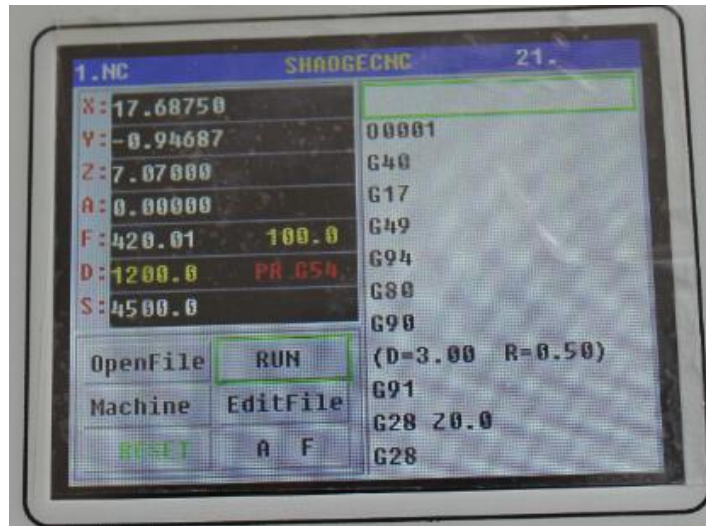 1.NC SHAOGECNC 21.
X:17.68750
Y:-0.94687
Z:7.07000
A:0.00000
F:420.01 100.0
D:1200.0 PR G54
S:4500.0
OpenFile RUN
Machine EditFile
RESET A F
O0001
G40
G17
G49
G94
G80
G90
(D=3.00 R=0.50)
G91
G28 Z0.0
G28